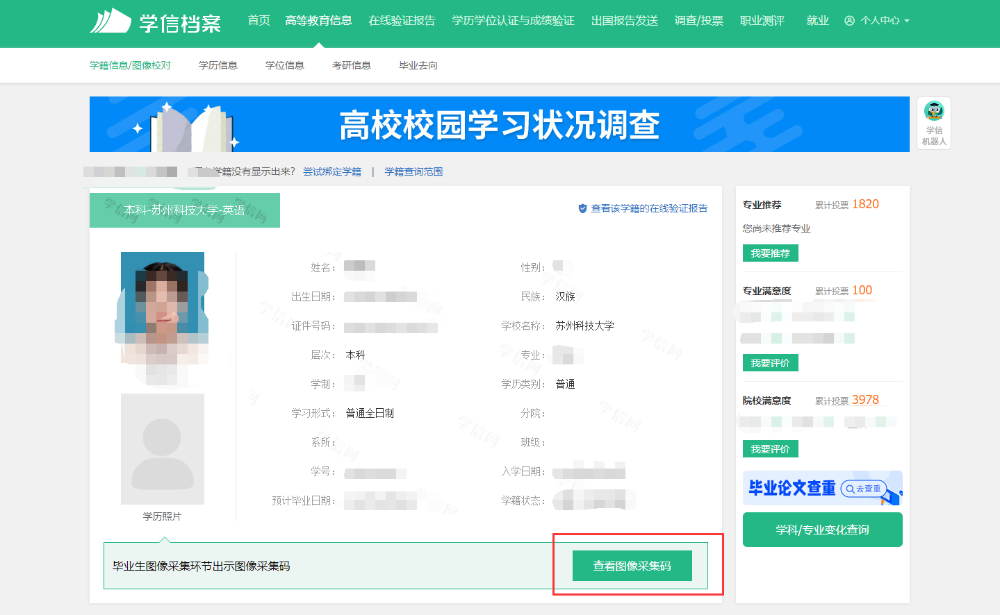 学信档案
首页 高等教育信息 在线验证报告 学历学位认证与成绩验证 出国报告发送 调查/投票 职业测评 就业 个人中心
学籍信息/图像校对 学历信息 学位信息 考研信息 毕业去向
高校校园学习状况调查
学信
机器人
学籍没有显示出来? 尝试绑定学籍 | 学籍查询范围
本科-苏州科技大学-英语
查看该学籍的在线验证报告
姓名: 性别:
出生日期: 民族: 汉族
证件号码: 学校名称: 苏州科技大学
层次: 本科 专业:
学制: 学历类别: 普通
学习形式: 普通全日制 分院:
系所: 班级:
学号: 入学日期:
预计毕业日期: 学籍状态:
学历照片
毕业生图像采集环节出示图像采集码 查看图像采集码
专业推荐 累计投票 1820
您尚未推荐专业
我要推荐
专业满意度 累计投票 100
我要评价
院校满意度 累计投票 3978
我要评价
毕业论文查重 去查重
学科/专业变化查询
学信网